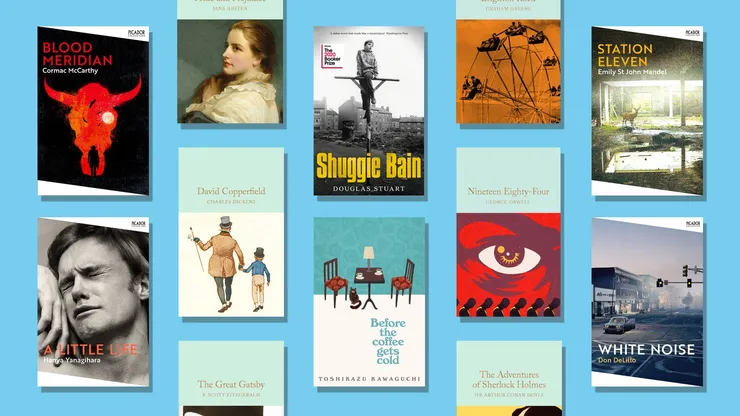 PICADOR
BLOOD
MERIDIAN
Cormac McCarthy
PICADOR
A LITTLE LIFE
Hanya Yanagihara
JANE AUSTEN
David Copperfield
CHARLES DICKENS
The Great Gatsby
F. SCOTT FITZGERALD
The
2020
Booker
Prize
Shuggie Bain
DOUGLAS STUART
Before
the
coffee
gets
cold
TOSHIKAZU KAWAGUCHI
GRAHAM GREENE
Nineteen Eighty-Four
GEORGE ORWELL
The Adventures
of Sherlock Holmes
SIR ARTHUR CONAN DOYLE
PICADOR
STATION
ELEVEN
Emily St John Mandel
PICADOR
WHITE NOISE
Don DeLillo